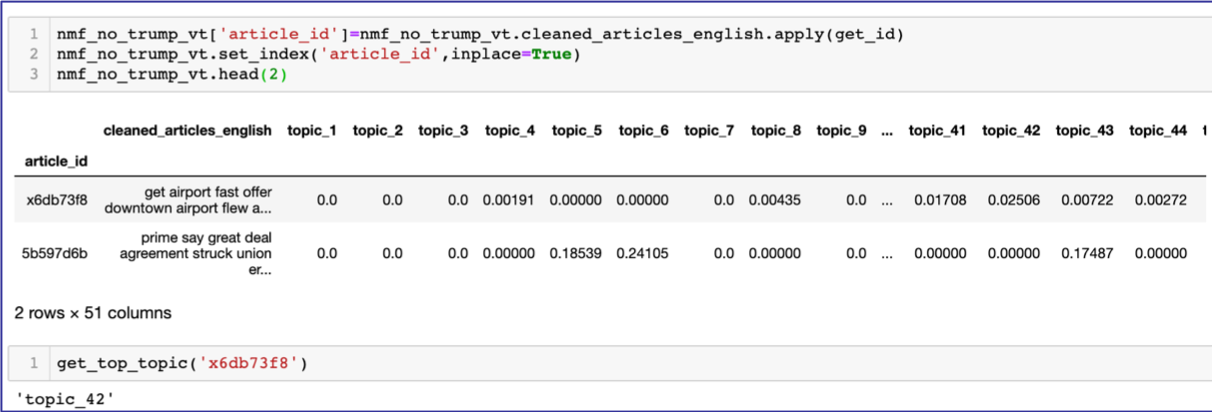 1 nmf_no_trump_vt['article_id']=nmf_no_trump_vt.cleaned_articles_english.apply(get_id)
2 nmf_no_trump_vt.set_index('article_id',inplace=True)
3 nmf_no_trump_vt.head(2)
cleaned_articles_english topic_1 topic_2 topic_3 topic_4 topic_5 topic_6 topic_7 topic_8 topic_9 ... topic_41 topic_42 topic_43 topic_44
article_id
x6db73f8 get airport fast offer 0.0 0.0 0.0 0.00191 0.00000 0.00000 0.0 0.00435 0.0 ... 0.01708 0.02506 0.00722 0.00272
downtown airport flew a...
prime say great deal
5b597d6b agreement struck union 0.0 0.0 0.0 0.00000 0.18539 0.24105 0.0 0.00000 0.0 ... 0.00000 0.00000 0.17487 0.00000
er...
2 rows × 51 columns
1 get_top_topic('x6db73f8')
'topic_42'